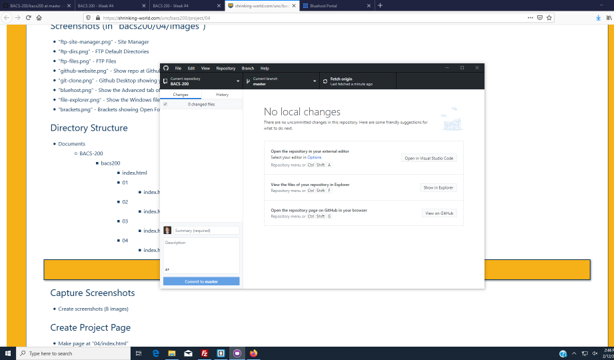 BACS-200/bacs200 at master
BACS 200 - Week #4
BACS 200 - Week #4
shrinking-world.com/unc/bacs
Bluehost Portal
https://shrinking-world.com/unc/bacs200/project/04
Screenshots (in "bacs200/04/images")
"ftp-site-manager.png" - Site Manager
"ftp-dirs.png" - FTP Default Directories
"ftp-files.png" - FTP Files
"github-website.png" - Show repo at Github
"git-clone.png" - Github Desktop showing
"bluehost.png" - Show the Advanced tab
"file-explorer.png" - Show the Windows file
"brackets.png" - Brackets showing Open Fo
Directory Structure
Documents
BACS-200
bacs200
index.html
01
index.h
02
index.h
03
index.h
04
index.h
Capture Screenshots
Create screenshots (8 images)
Create Project Page
Make page at "04/index.html"
File Edit View Repository Branch Help
Current repository
BACS-200
Current branch
master
Fetch origin
Last fetched a minute ago
Changes History
0 changed files
No local changes
There are no uncommitted changes in this repository. Here are some friendly suggestions for
what to do next.
Open the repository in your external editor
Select your editor in Options
Repository menu or Ctrl Shift A
Open in Visual Studio Code
View the files of your repository in Explorer
Repository menu or Ctrl Shift F
Show in Explorer
Open the repository page on GitHub in your browser
Repository menu or Ctrl Shift G
View on GitHub
Summary (required)
Description
Commit to master
Type here to search